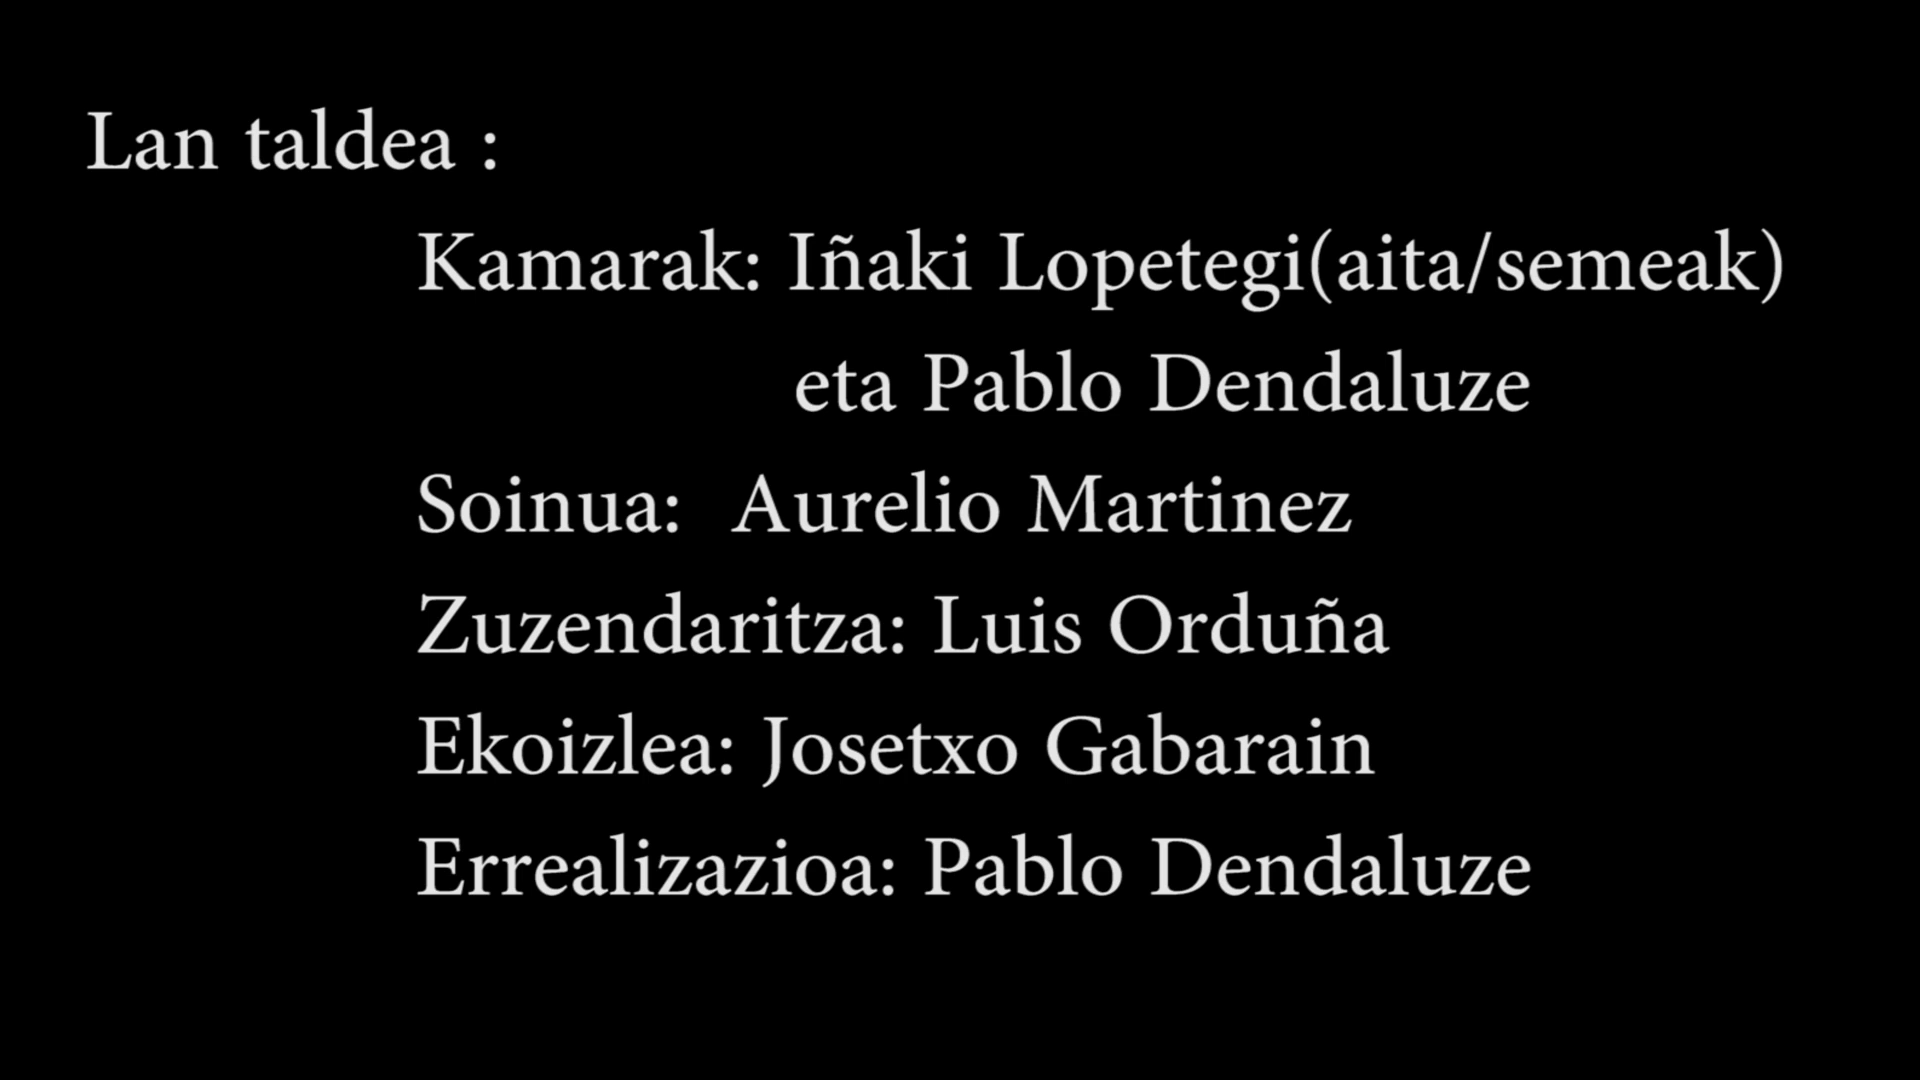 Lan taldea :
Kamarak: Iñaki Lopetegi(aita/semeak)
eta Pablo Dendaluze
Soinua: Aurelio Martinez
Zuzendaritza: Luis Orduña
Ekoizlea: Josetxo Gabarain
Errealizazioa: Pablo Dendaluze